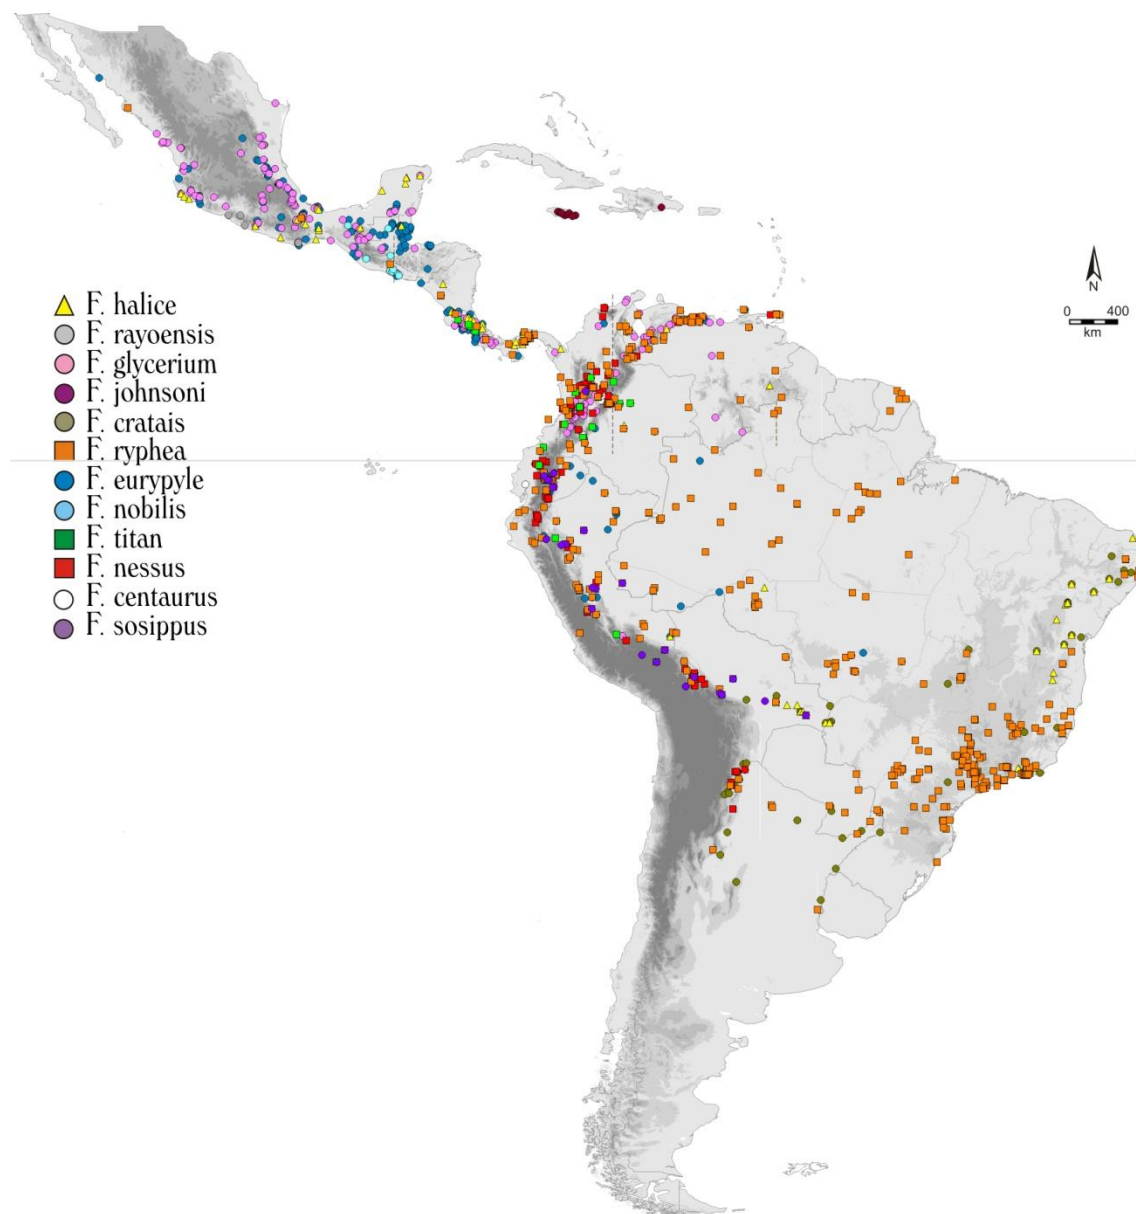 N
0 400
km
F. halice
F. rayoensis
F. glycerium
F. johnsoni
F. cratais
F. ryphea
F. eurypyle
F. nobilis
F. titan
F. nessus
F. centaurus
F. sosippus